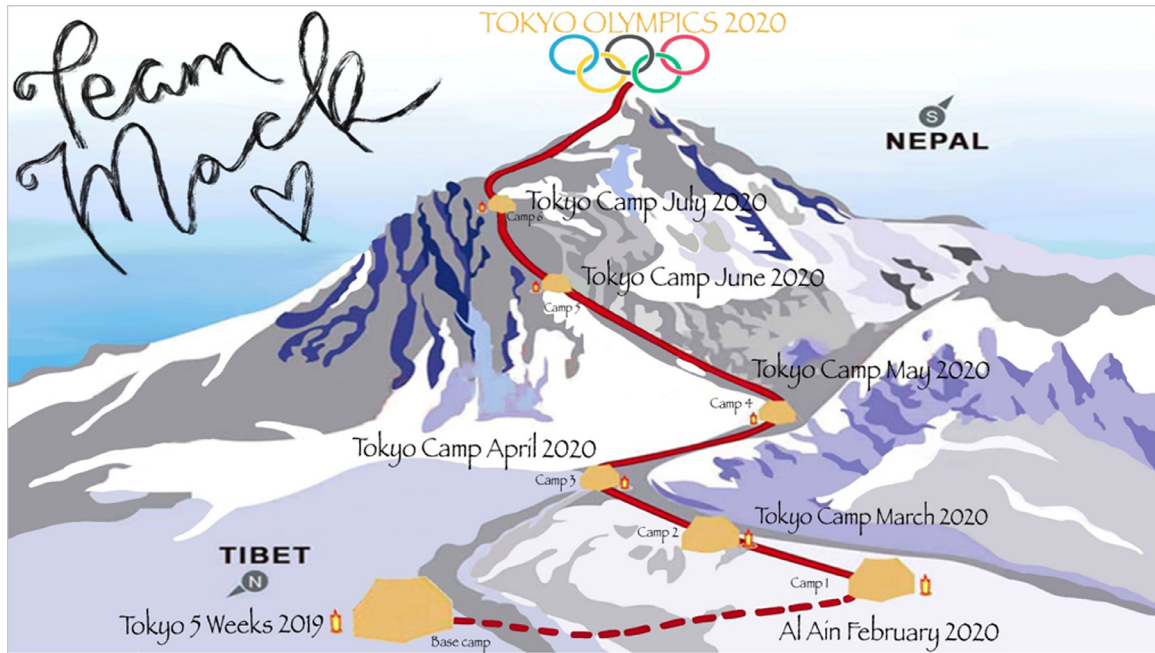 Team
Mack
TOKYO OLYMPICS 2020
S
NEPAL
Tokyo Camp July 2020
Camp 6
Tokyo Camp June 2020
Camp 5
Tokyo Camp May 2020
Camp 4
Tokyo Camp April 2020
Camp 3
Tokyo Camp March 2020
Camp 2
TIBET
N
Camp 1
Tokyo 5 Weeks 2019
Base camp
Al Ain February 2020